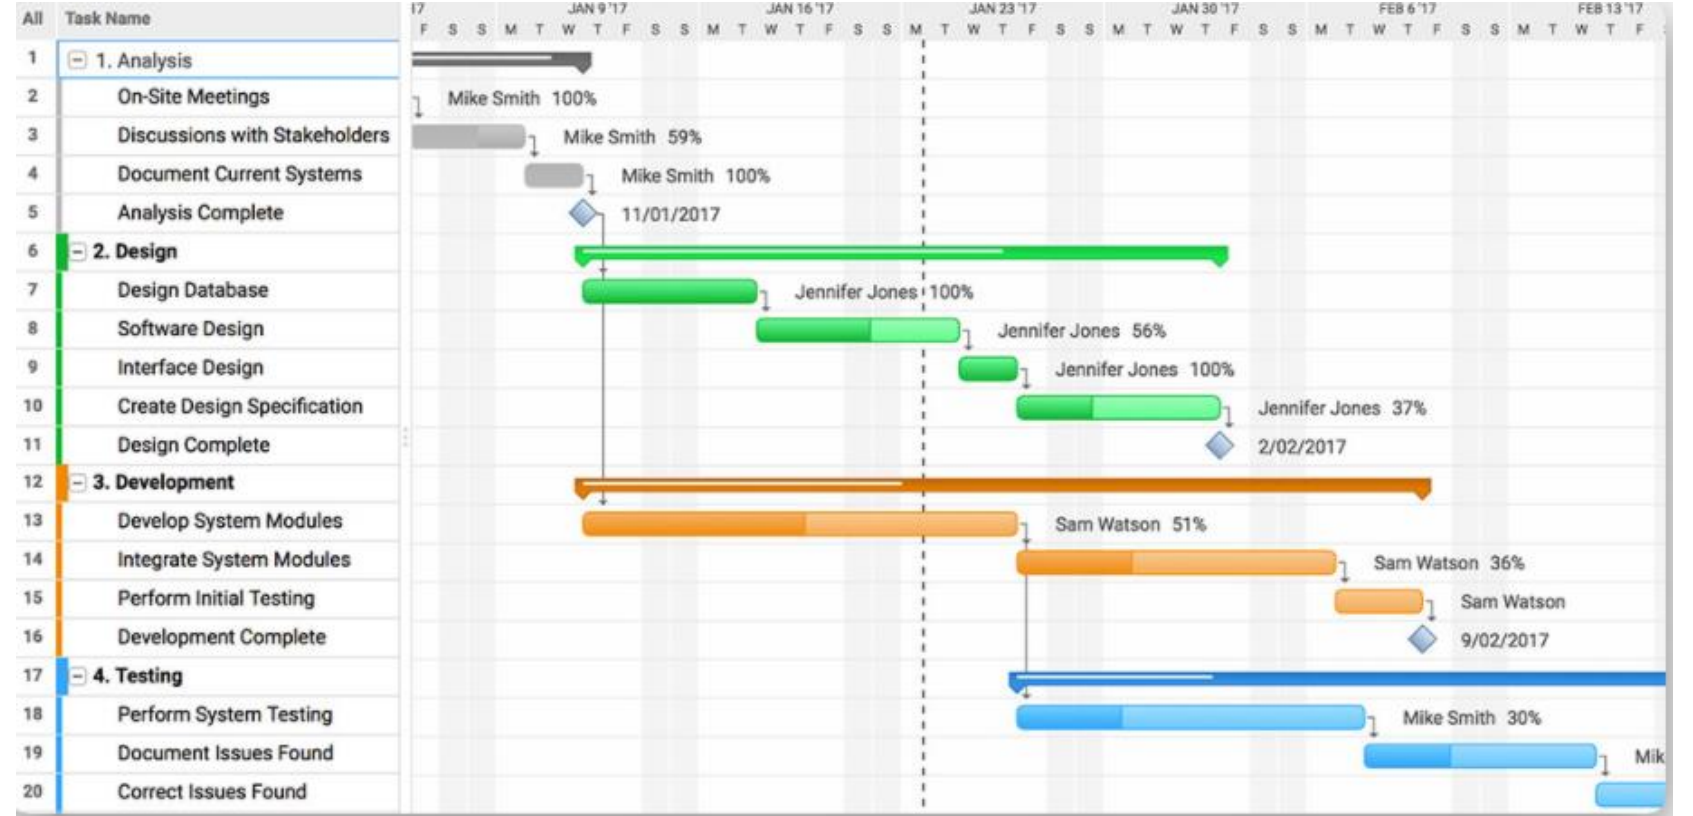 All Task Name 17 JAN 9 '17 JAN 16 '17 JAN 23 '17 JAN 30 '17 FEB 6 '17 FEB 13 '17
F S S M T W T F S S M T W T F S S M T W T F S S M T W T F S S M T W T F S S M T W T F
1 1. Analysis
2 On-Site Meetings Mike Smith 100%
3 Discussions with Stakeholders Mike Smith 59%
4 Document Current Systems Mike Smith 100%
5 Analysis Complete 11/01/2017
6 2. Design
7 Design Database Jennifer Jones 100%
8 Software Design Jennifer Jones 56%
9 Interface Design Jennifer Jones 100%
10 Create Design Specification Jennifer Jones 37%
11 Design Complete 2/02/2017
12 3. Development
13 Develop System Modules Sam Watson 51%
14 Integrate System Modules Sam Watson 36%
15 Perform Initial Testing Sam Watson
16 Development Complete 9/02/2017
17 4. Testing
18 Perform System Testing Mike Smith 30%
19 Document Issues Found Mik
20 Correct Issues Found